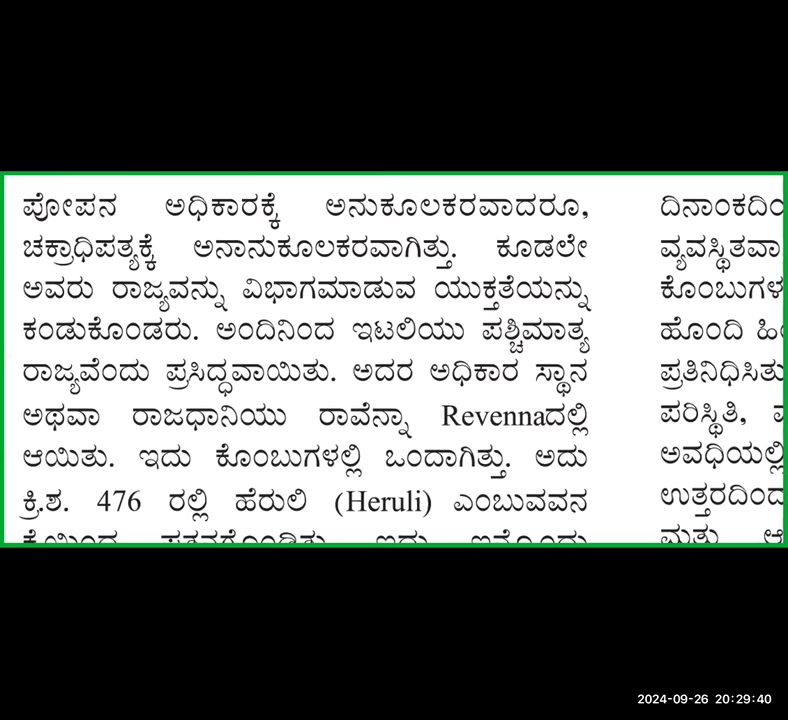 ಪೋಪನ ಅಧಿಕಾರಕ್ಕೆ ಅನುಕೂಲಕರವಾದರೂ,
ಚಕ್ರಾಧಿಪತ್ಯಕ್ಕೆ ಅನಾನುಕೂಲಕರವಾಗಿತ್ತು. ಕೂಡಲೇ
ಅವರು ರಾಜ್ಯವನ್ನು ವಿಭಾಗಮಾಡುವ ಯುಕ್ತತೆಯನ್ನು
ಕಂಡುಕೊಂಡರು. ಅಂದಿನಿಂದ ಇಟಲಿಯು ಪಶ್ಚಿಮಾತ್ಯ
ರಾಜ್ಯವೆಂದು ಪ್ರಸಿದ್ಧವಾಯಿತು. ಅದರ ಅಧಿಕಾರ ಸ್ಥಾನ
ಅಥವಾ ರಾಜಧಾನಿಯು ರಾವೆನ್ನಾ Revennaದಲ್ಲಿ
ಆಯಿತು. ಇದು ಕೊಂಬುಗಳಲ್ಲಿ ಒಂದಾಗಿತ್ತು. ಅದು
ಕ್ರಿ.ಶ. 476 ರಲ್ಲಿ ಹೆರುಲಿ (Heruli) ಎಂಬುವವನ
ದಿನಾಂಕದಿಂ
ವ್ಯವಸ್ಥಿತವಾ
ಕೊಂಬುಗಳ
ಹೊಂದಿ
ಪ್ರತಿನಿಧಿಸಿತು
ಪರಿಸ್ಥಿತಿ,
ಅವಧಿಯಲ್ಲಿ
ಉತ್ತರದಿಂದ
2024-09-26 20:29:40